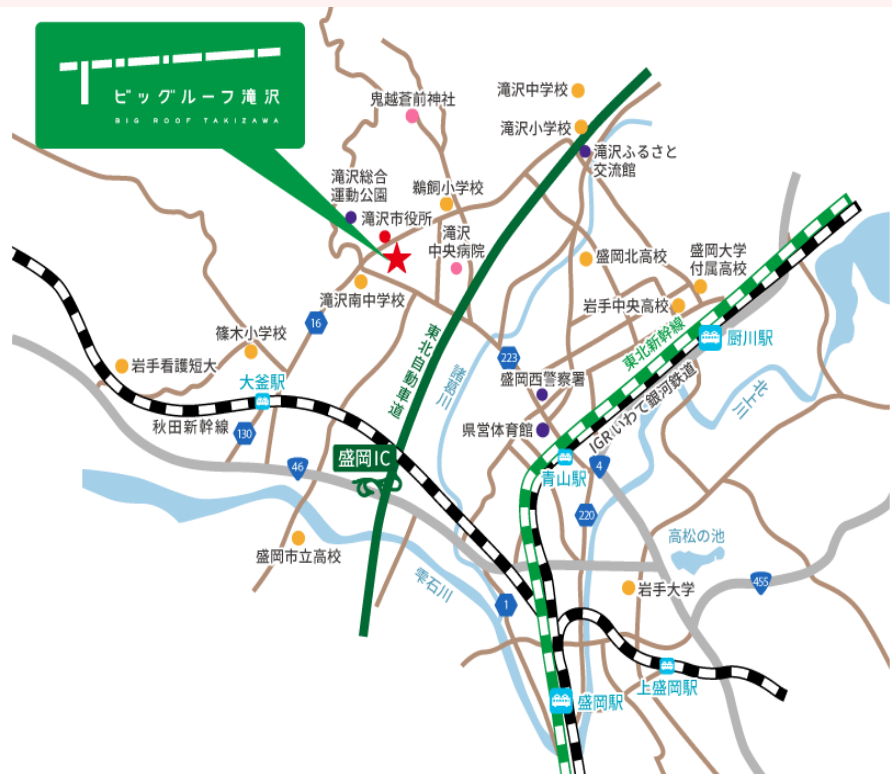 ビッグルーフ滝沢
BIG ROOF TAKIZAWA
鬼越蒼前神社
滝沢中学校
滝沢小学校
滝沢ふるさと
交流館
滝沢総合
運動公園
鵜飼小学校
滝沢市役所
滝沢
中央病院
盛岡北高校
盛岡大学
付属高校
滝沢南中学校
岩手中央高校
16
東北新幹線
厨川駅
篠木小学校
東北自動車道
諸葛川
223
岩手看護短大
盛岡西警察署
IGRいわて銀河鉄道
北上川
大釜駅
秋田新幹線
130
県営体育館
盛岡IC
46
青山駅
4
220
盛岡市立高校
高松の池
雫石川
岩手大学
455
1
上盛岡駅
盛岡駅